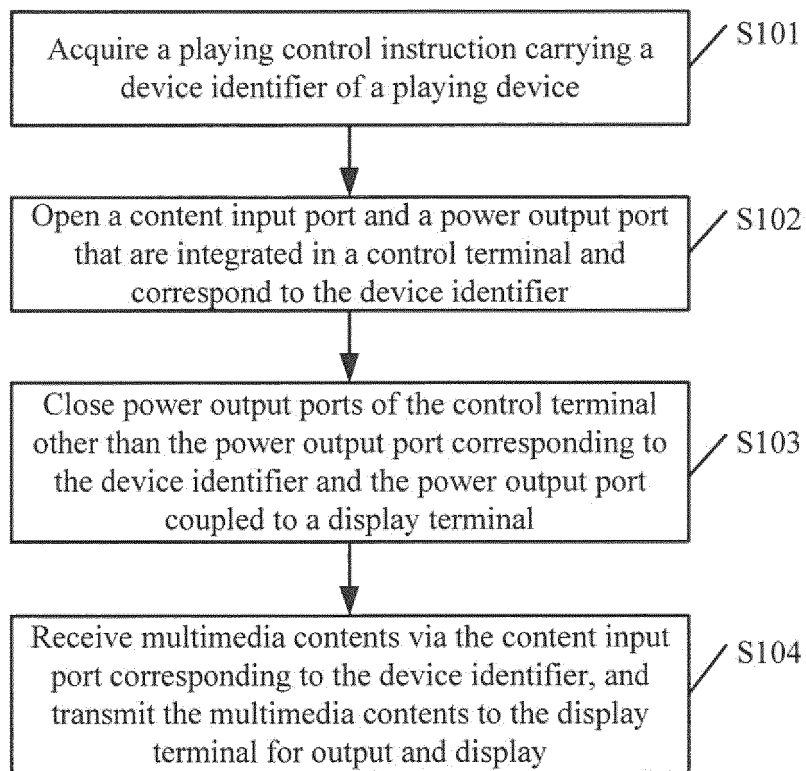 Acquire a playing control instruction carrying a
device identifier of a playing device
S101
Open a content input port and a power output port
that are integrated in a control terminal and
correspond to the device identifier
S102
Close power output ports of the control terminal
other than the power output port corresponding to
the device identifier and the power output port
coupled to a display terminal
S103
Receive multimedia contents via the content input
port corresponding to the device identifier, and
transmit the multimedia contents to the display
terminal for output and display
S104